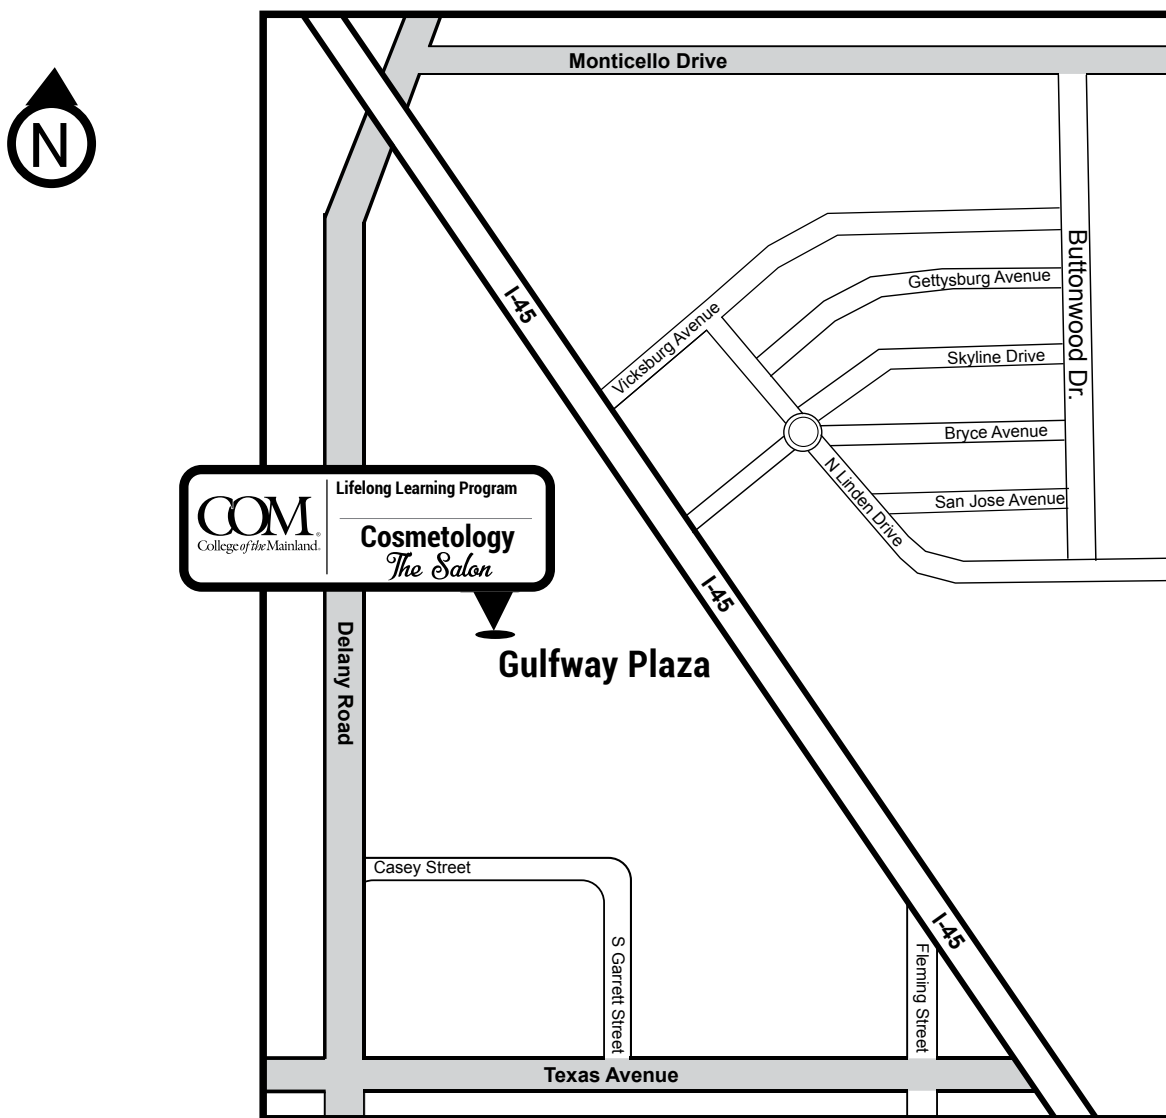 Monticello Drive
N
Buttonwood Dr.
Gettysburg Avenue
I-45
Vicksburg Avenue
Skyline Drive
Bryce Avenue
N Linden Drive
San Jose Avenue
COM®
College of the Mainland®
Lifelong Learning Program
Cosmetology
The Salon
I-45
Delany Road
Gulfway Plaza
Casey Street
I-45
S Garrett Street
Fleming Street
Texas Avenue